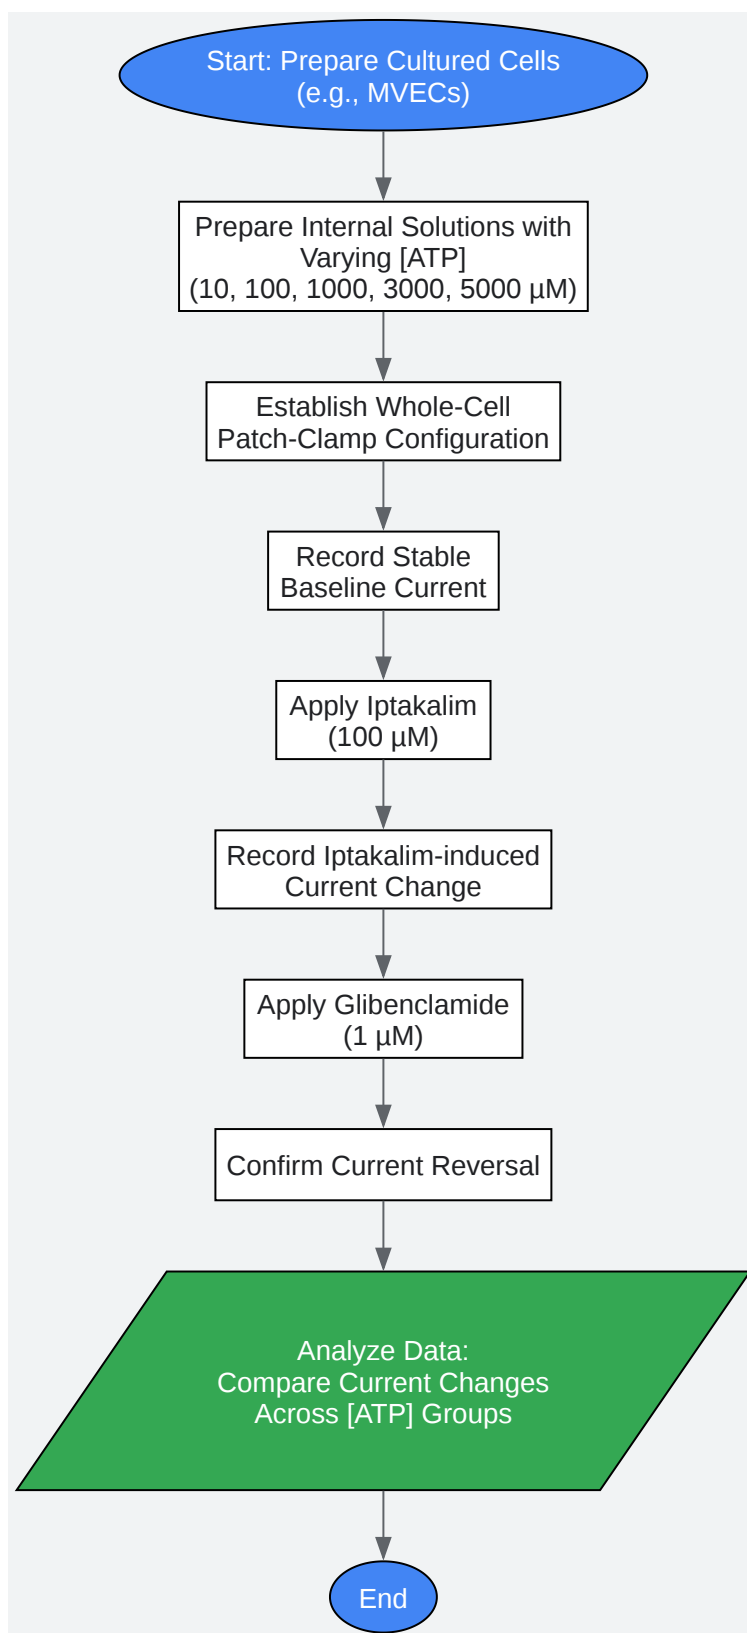 Start: Prepare Cultured Cells
(e.g., MVECs)
Prepare Internal Solutions with
Varying [ATP]
(10, 100, 1000, 3000, 5000 µM)
Establish Whole-Cell
Patch-Clamp Configuration
Record Stable
Baseline Current
Apply Iptakalim
(100 µM)
Record Iptakalim-induced
Current Change
Apply Glibenclamide
(1 µM)
Confirm Current Reversal
Analyze Data:
Compare Current Changes
Across [ATP] Groups
End